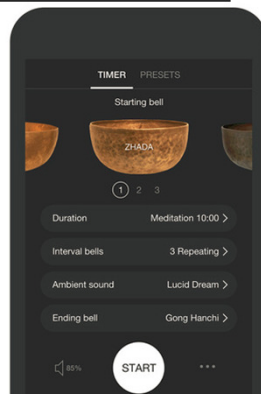 TIMER PRESETS
Starting bell
ZHADA
1 2 3
Duration Meditation 10:00 >
Interval bells 3 Repeating >
Ambient sound Lucid Dream >
Ending bell Gong Hanchi >
85% START ...